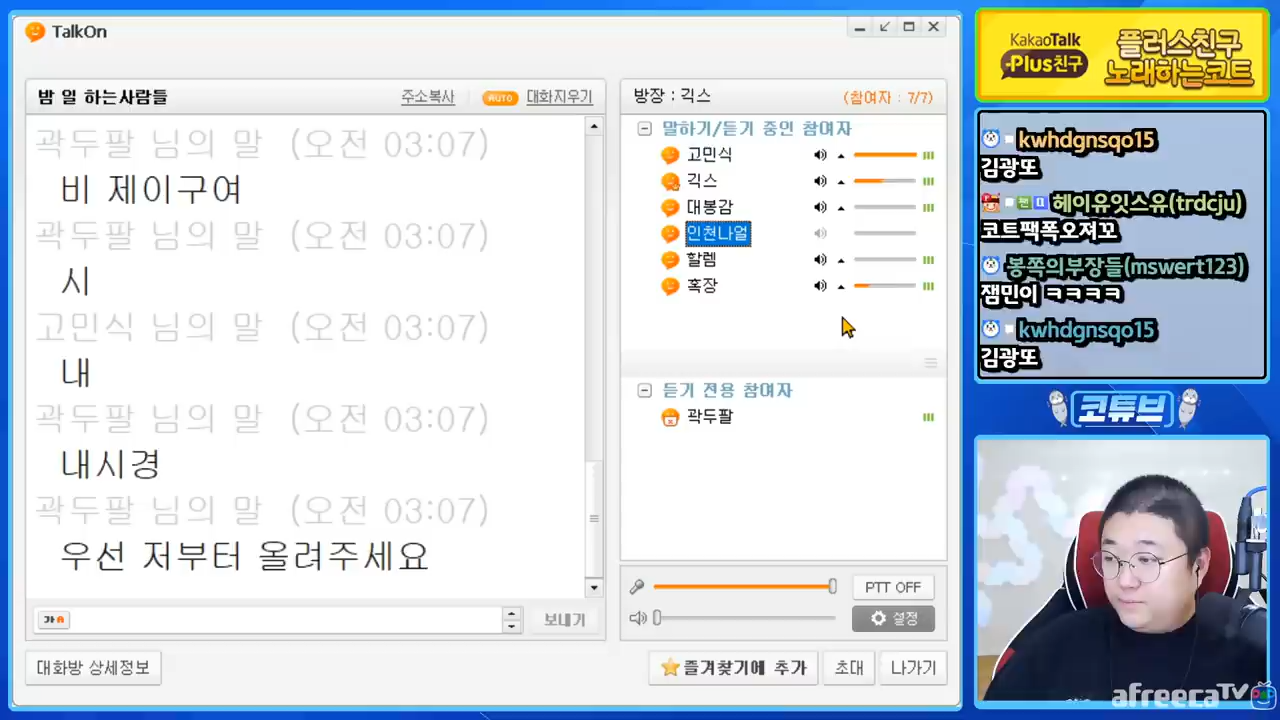 TalkOn
밤 일 하는사람들
주소복사
AUTO
대화지우기
곽두팔 님의 말 (오전 03:07)
비 제이구여
곽두팔 님의 말 (오전 03:07)
시
고민식 님의 말 (오전 03:07)
내
곽두팔 님의 말 (오전 03:07)
내시경
곽두팔 님의 말 (오전 03:07)
우선 저부터 올려주세요
가
보내기
대화방 상세정보
방장 : 긱스
(참여자 : 7/7)
말하기/듣기 중인 참여자
고민식
긱스
대봉감
인천나얼
할렘
혹장
듣기 전용 참여자
곽두팔
PTT OFF
설정
즐겨찾기에 추가
초대
나가기
KakaoTalk
Plus친구
플러스친구
노래하는코트
kwhdgnsqo15
김광또
팬 헤이유잇스유(trdcju)
코트팩폭오져꼬
봉쪽의부장들(mswert123)
잼민이 ㅋㅋㅋㅋ
kwhdgnsqo15
김광또
코튜브
afreecaTV